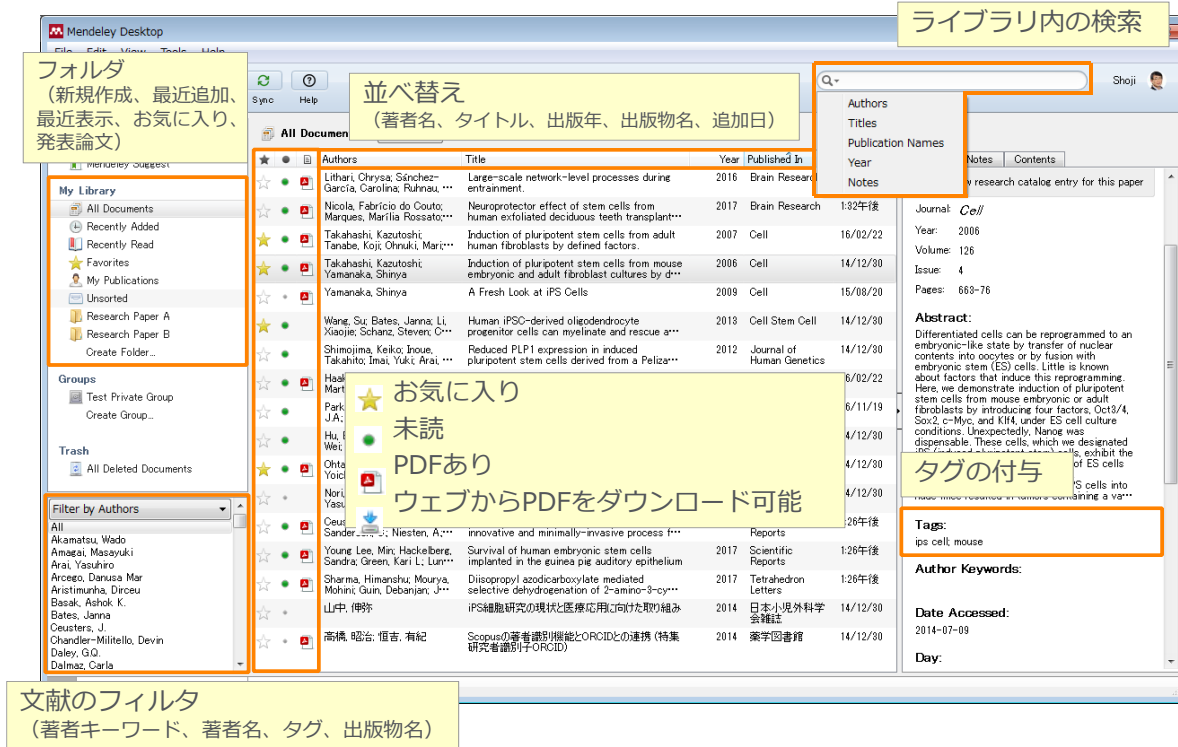 Mendeley Desktop
ライブラリ内の検索
File Edit View Tools Help
フォルダ
（新規作成、最近追加、
最近表示、お気に入り、
発表論文）
Sync Help
並べ替え
（著者名、タイトル、出版年、出版物名、追加日）
Shoji
Authors
Titles
Publication Names
Year
Notes
Mendeley Suggest
My Library
All Documents
Recently Added
Recently Read
Favorites
My Publications
Unsorted
Research Paper A
Research Paper B
Create Folder...
Groups
Test Private Group
Create Group...
Trash
All Deleted Documents
Filter by Authors
All
Akamatsu, Wado
Amagai, Masayuki
Arai, Yasuhiro
Arcego, Danusa Mar
Aristimunha, Dirceu
Basak, Ashok K.
Bates, Janna
Ceusters, J.
Chandler-Militello, Devin
Daley, G.Q.
Dalmaz, Carla
文献のフィルタ
（著者キーワード、著者名、タグ、出版物名）
All
Authors Title Year Published In
Lithari, Chrysa; Sánchez- Large-scale network-level processes during 2016 Brain Research
García, Carolina; Ruhnau, … entrainment.
Nicola, Fabrício do Couto; Neuroprotector effect of stem cells from 2017 Brain Research 1:32午後
Marques, Marília Rossato;… human exfoliated deciduous teeth transplant…
Takahashi, Kazutoshi; Induction of pluripotent stem cells from adult 2007 Cell 16/02/22
Tanabe, Koji; Ohnuki, Mari;… human fibroblasts by defined factors.
Takahashi, Kazutoshi; Induction of pluripotent stem cells from mouse 2006 Cell 14/12/30
Yamanaka, Shinya embryonic and adult fibroblast cultures by d…
Yamanaka, Shinya A Fresh Look at iPS Cells 2009 Cell 15/08/20
Wang, Su; Bates, Janna; Li, Human iPSC-derived oligodendrocyte 2013 Cell Stem Cell 14/12/30
Xiaojie; Schanz, Steven; C… progenitor cells can myelinate and rescue a…
Shimojima, Keiko; Inoue, Reduced PLP1 expression in induced 2012 Journal of 14/12/30
Takahito; Imai, Yuki; Arai, … pluripotent stem cells derived from a Peliza… Human Genetics
お気に入り
未読
PDFあり
ウェブからPDFをダウンロード可能
innovative and minimally-invasive process f… Reports
Young Lee, Min; Hackelberg, Survival of human embryonic stem cells 2017 Scientific 1:26午後
Sandra; Green, Kari L.; Lun… implanted in the guinea pig auditory epithelium Reports
Sharma, Himanshu; Mourya, Diisopropyl azodicarboxylate mediated 2017 Tetrahedron 1:26午後
Mohini; Guin, Debanjan; J… selective dehydrogenation of 2-amino-3-cy… Letters
山中, 伸弥 iPS細胞研究の現状と医療応用に向けた取り組み 2014 日本小児外科学 14/12/30
会雑誌
高橋, 昭治; 恒吉, 有紀 Scopusの著者識別機能とORCIDとの連携 (特集 2014 薬学図書館 14/12/30
研究者識別子ORCID)
Notes Contents
research catalog entry for this paper
Journal: Cell
Year: 2006
Volume: 126
Issue: 4
Pages: 663-76
Abstract:
Differentiated cells can be reprogrammed to an
embryonic-like state by transfer of nuclear
contents into oocytes or by fusion with
embryonic stem (ES) cells. Little is known
about factors that induce this reprogramming.
Here, we demonstrate induction of pluripotent
stem cells from mouse embryonic or adult
fibroblasts by introducing four factors, Oct3/4,
Sox2, c-Myc, and Klf4, under ES cell culture
conditions. Unexpectedly, Nanog was
dispensable. These cells, which we designated
exhibit the
of ES cells
タグの付与
cells into
Tags:
ips cell; mouse
Author Keywords:
Date Accessed:
2014-07-09
Day: